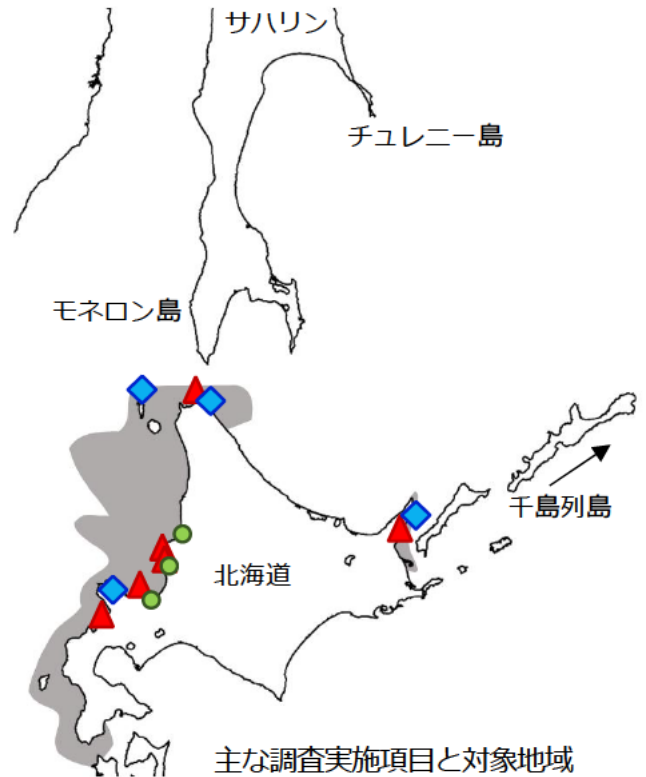 サハリン
チュレニー島
モネロン島
千島列島
北海道
主な調査実施項目と対象地域